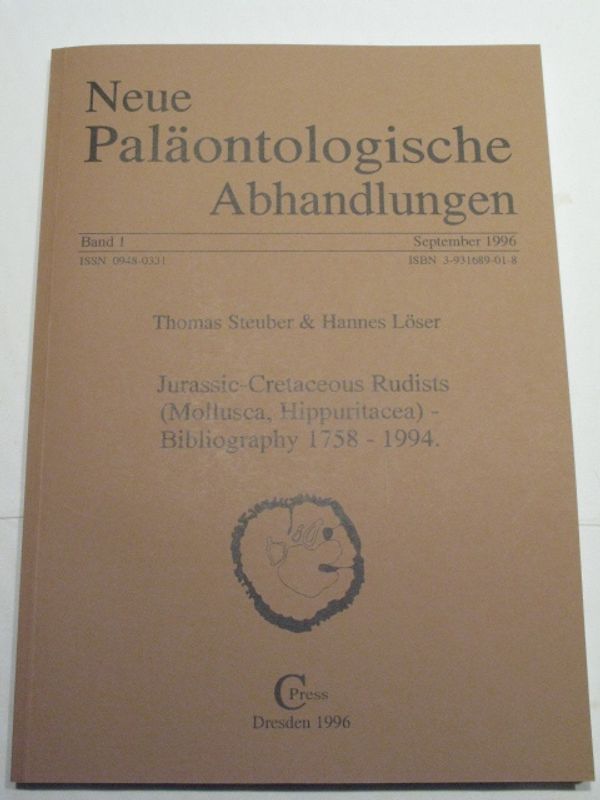 Neue
Paläontologische
Abhandlungen
Band 1 September 1996
ISSN 0948-0331 ISBN 3-931689-01-8
Thomas Steuber & Hannes Löser
Jurassic-Cretaceous Rudists
(Mollusca, Hippuritacea) -
Bibliography 1758 - 1994.
C Press
Dresden 1996